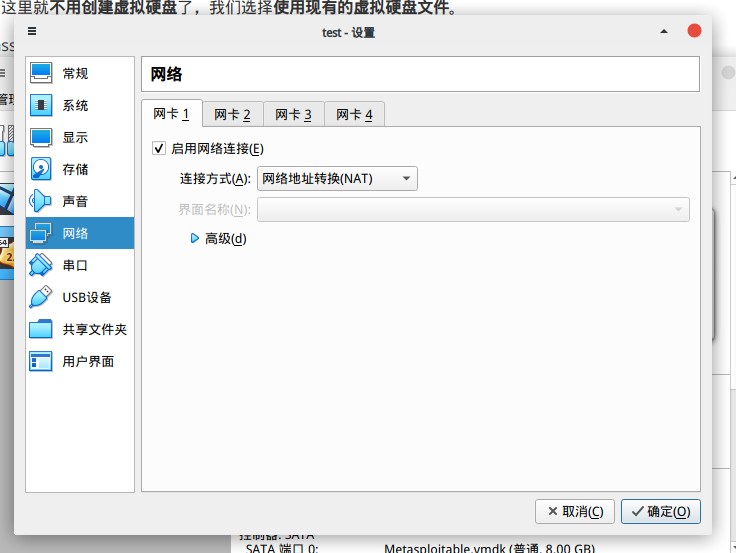 这里就不用创建虚拟硬盘了，我们选择使用现有的虚拟硬盘文件。
test - 设置
常规
系统
显示
存储
声音
网络
串口
USB设备
共享文件夹
用户界面
网络
网卡 1
网卡 2
网卡 3
网卡 4
启用网络连接(E)
连接方式(A):
网络地址转换(NAT)
界面名称(N):
高级(d)
取消(C)
确定(O)
控制器: SATA
SATA 端口 0:
Metasploitable.vmdk (普通, 8.00 GB)